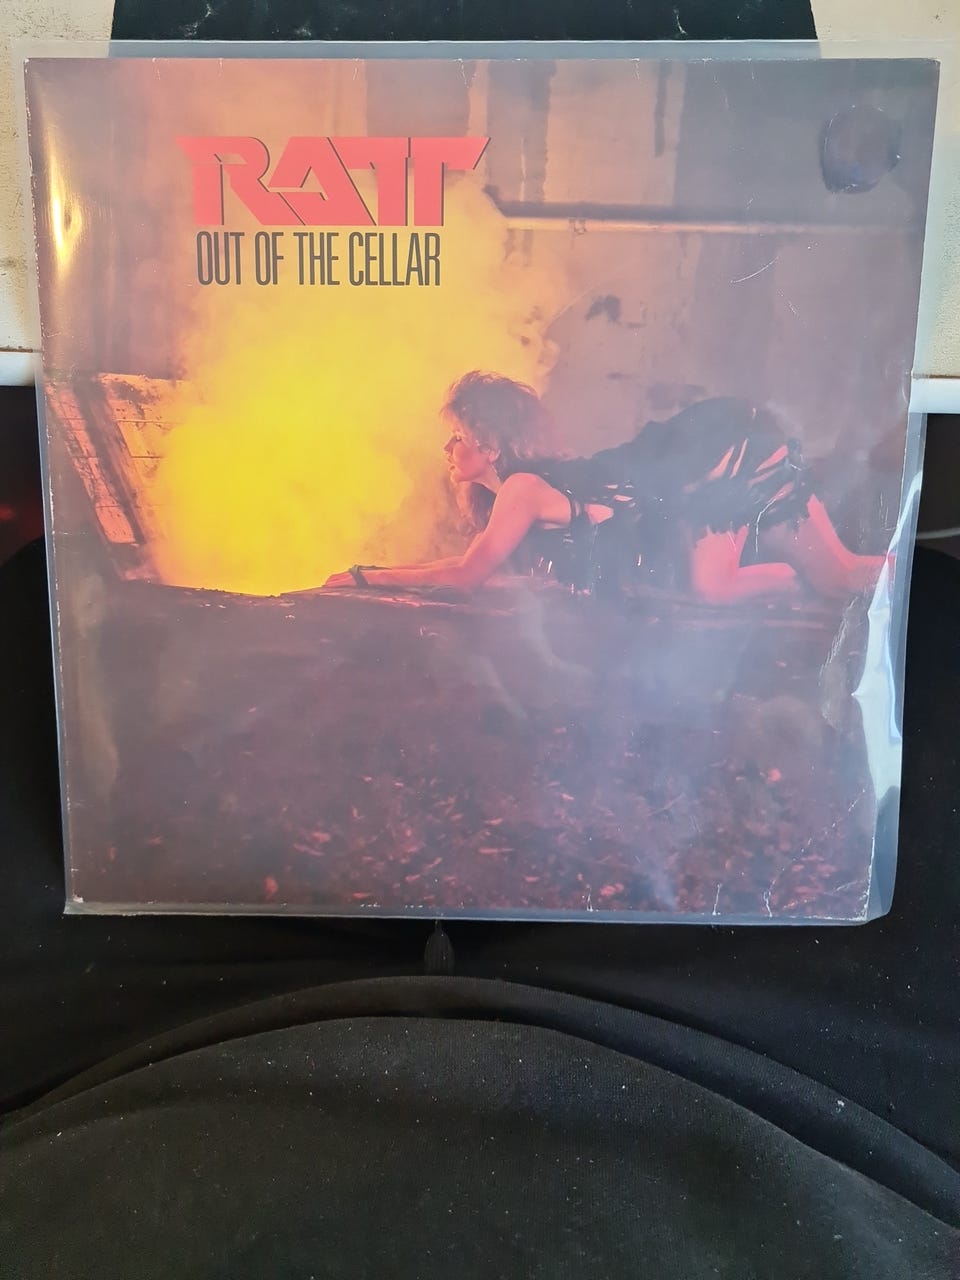 RATT
OUT OF THE CELLAR